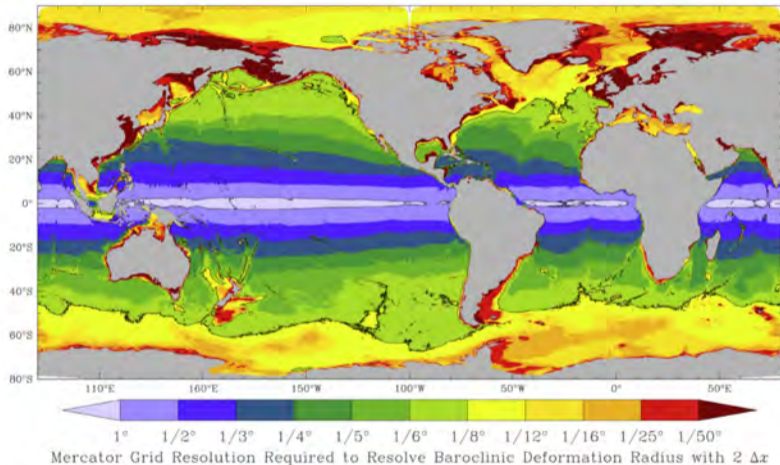 80°N
60°N
40°N
20°N
0°
20°S
40°S
60°S
80°S
110°E 160°E 150°W 100°W 50°W 0° 50°E
1° 1/2° 1/3° 1/4° 1/5° 1/6° 1/8° 1/12° 1/16° 1/25° 1/50°
Mercator Grid Resolution Required to Resolve Baroclinic Deformation Radius with 2 Δx